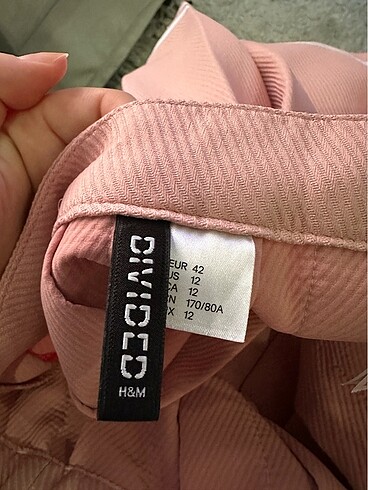 DIVIDED
H&M
EUR 42
US 12
CA 12
CN 170/80A
MX 12